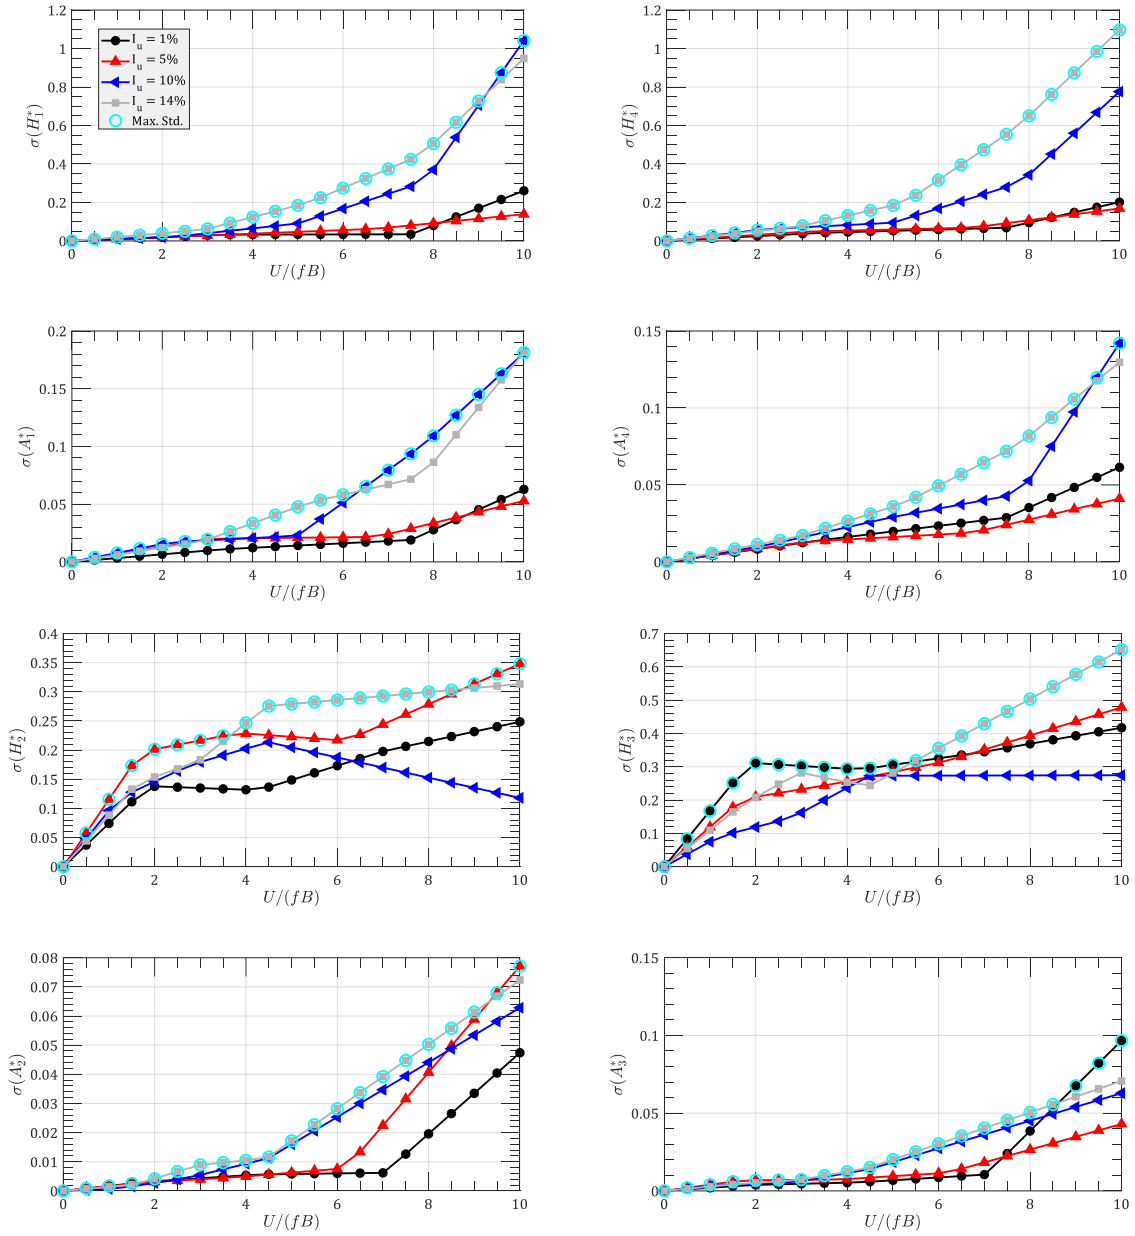 1.2
1
0.8
0.6
0.4
0.2
0
σ(H₁*)
I_u = 1%
I_u = 5%
I_u = 10%
I_u = 14%
Max. Std.
0 2 4 6 8 10
U/(fB)
1.2
1
0.8
0.6
0.4
0.2
0
σ(H₄*)
0 2 4 6 8 10
U/(fB)
0.2
0.15
0.1
0.05
0
σ(A₁*)
0 2 4 6 8 10
U/(fB)
0.15
0.1
0.05
0
σ(A₄*)
0 2 4 6 8 10
U/(fB)
0.4
0.35
0.3
0.25
0.2
0.15
0.1
0.05
0
σ(H₂*)
0 2 4 6 8 10
U/(fB)
0.7
0.6
0.5
0.4
0.3
0.2
0.1
0
σ(H₃*)
0 2 4 6 8 10
U/(fB)
0.08
0.07
0.06
0.05
0.04
0.03
0.02
0.01
0
σ(A₂*)
0 2 4 6 8 10
U/(fB)
0.15
0.1
0.05
0
σ(A₃*)
0 2 4 6 8 10
U/(fB)